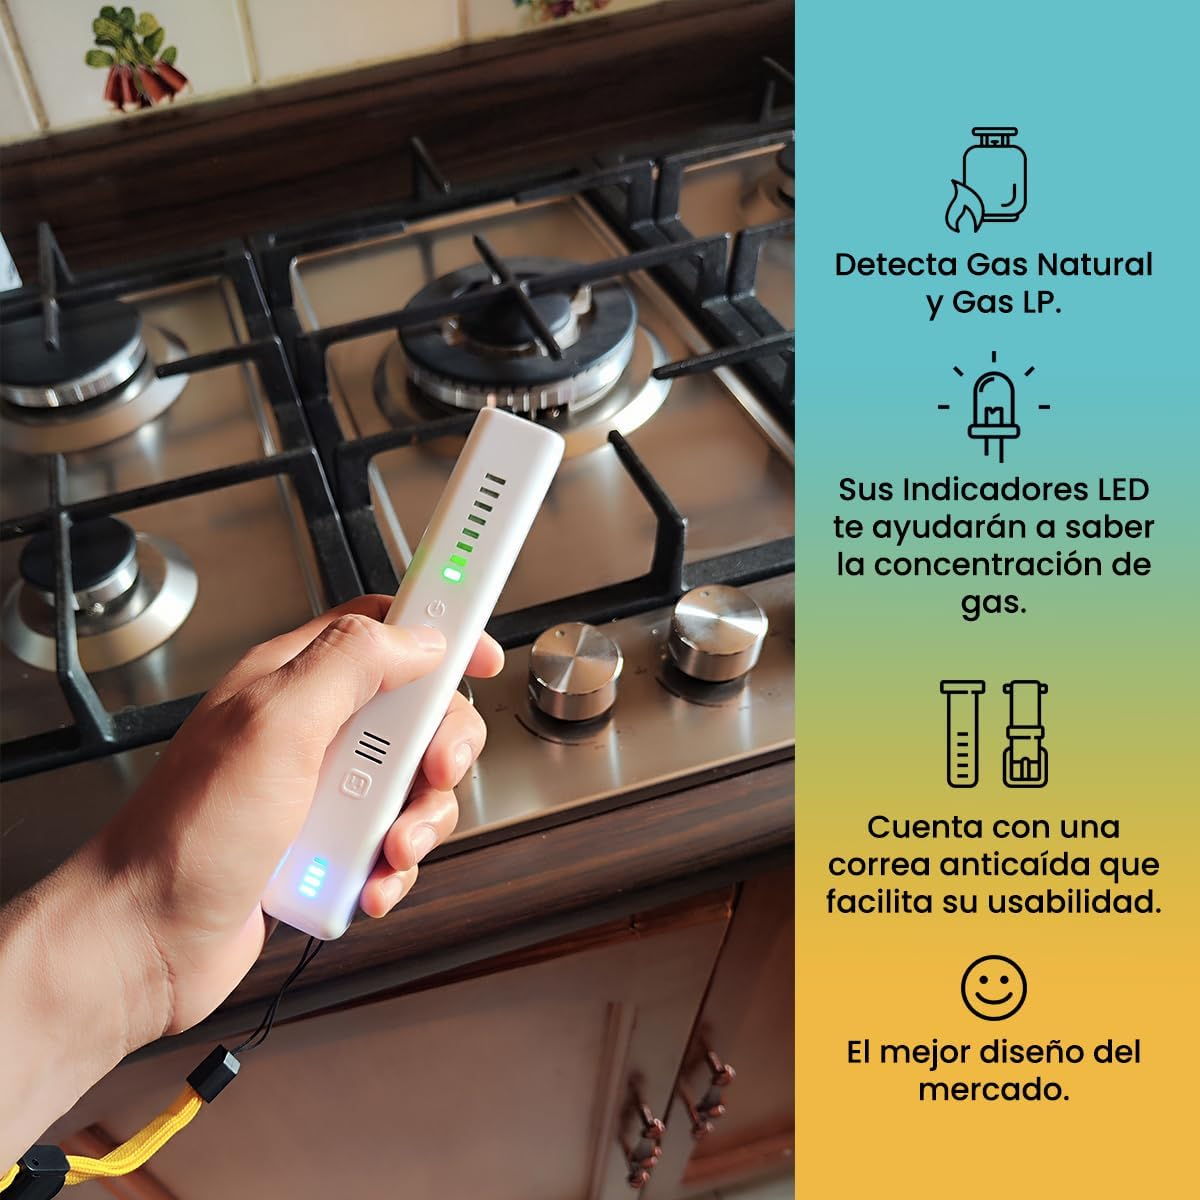 Detecta Gas Natural
y Gas LP.
Sus Indicadores LED
te ayudarán a saber
la concentración de
gas.
Cuenta con una
correa anticaída que
facilita su usabilidad.
El mejor diseño del
mercado.